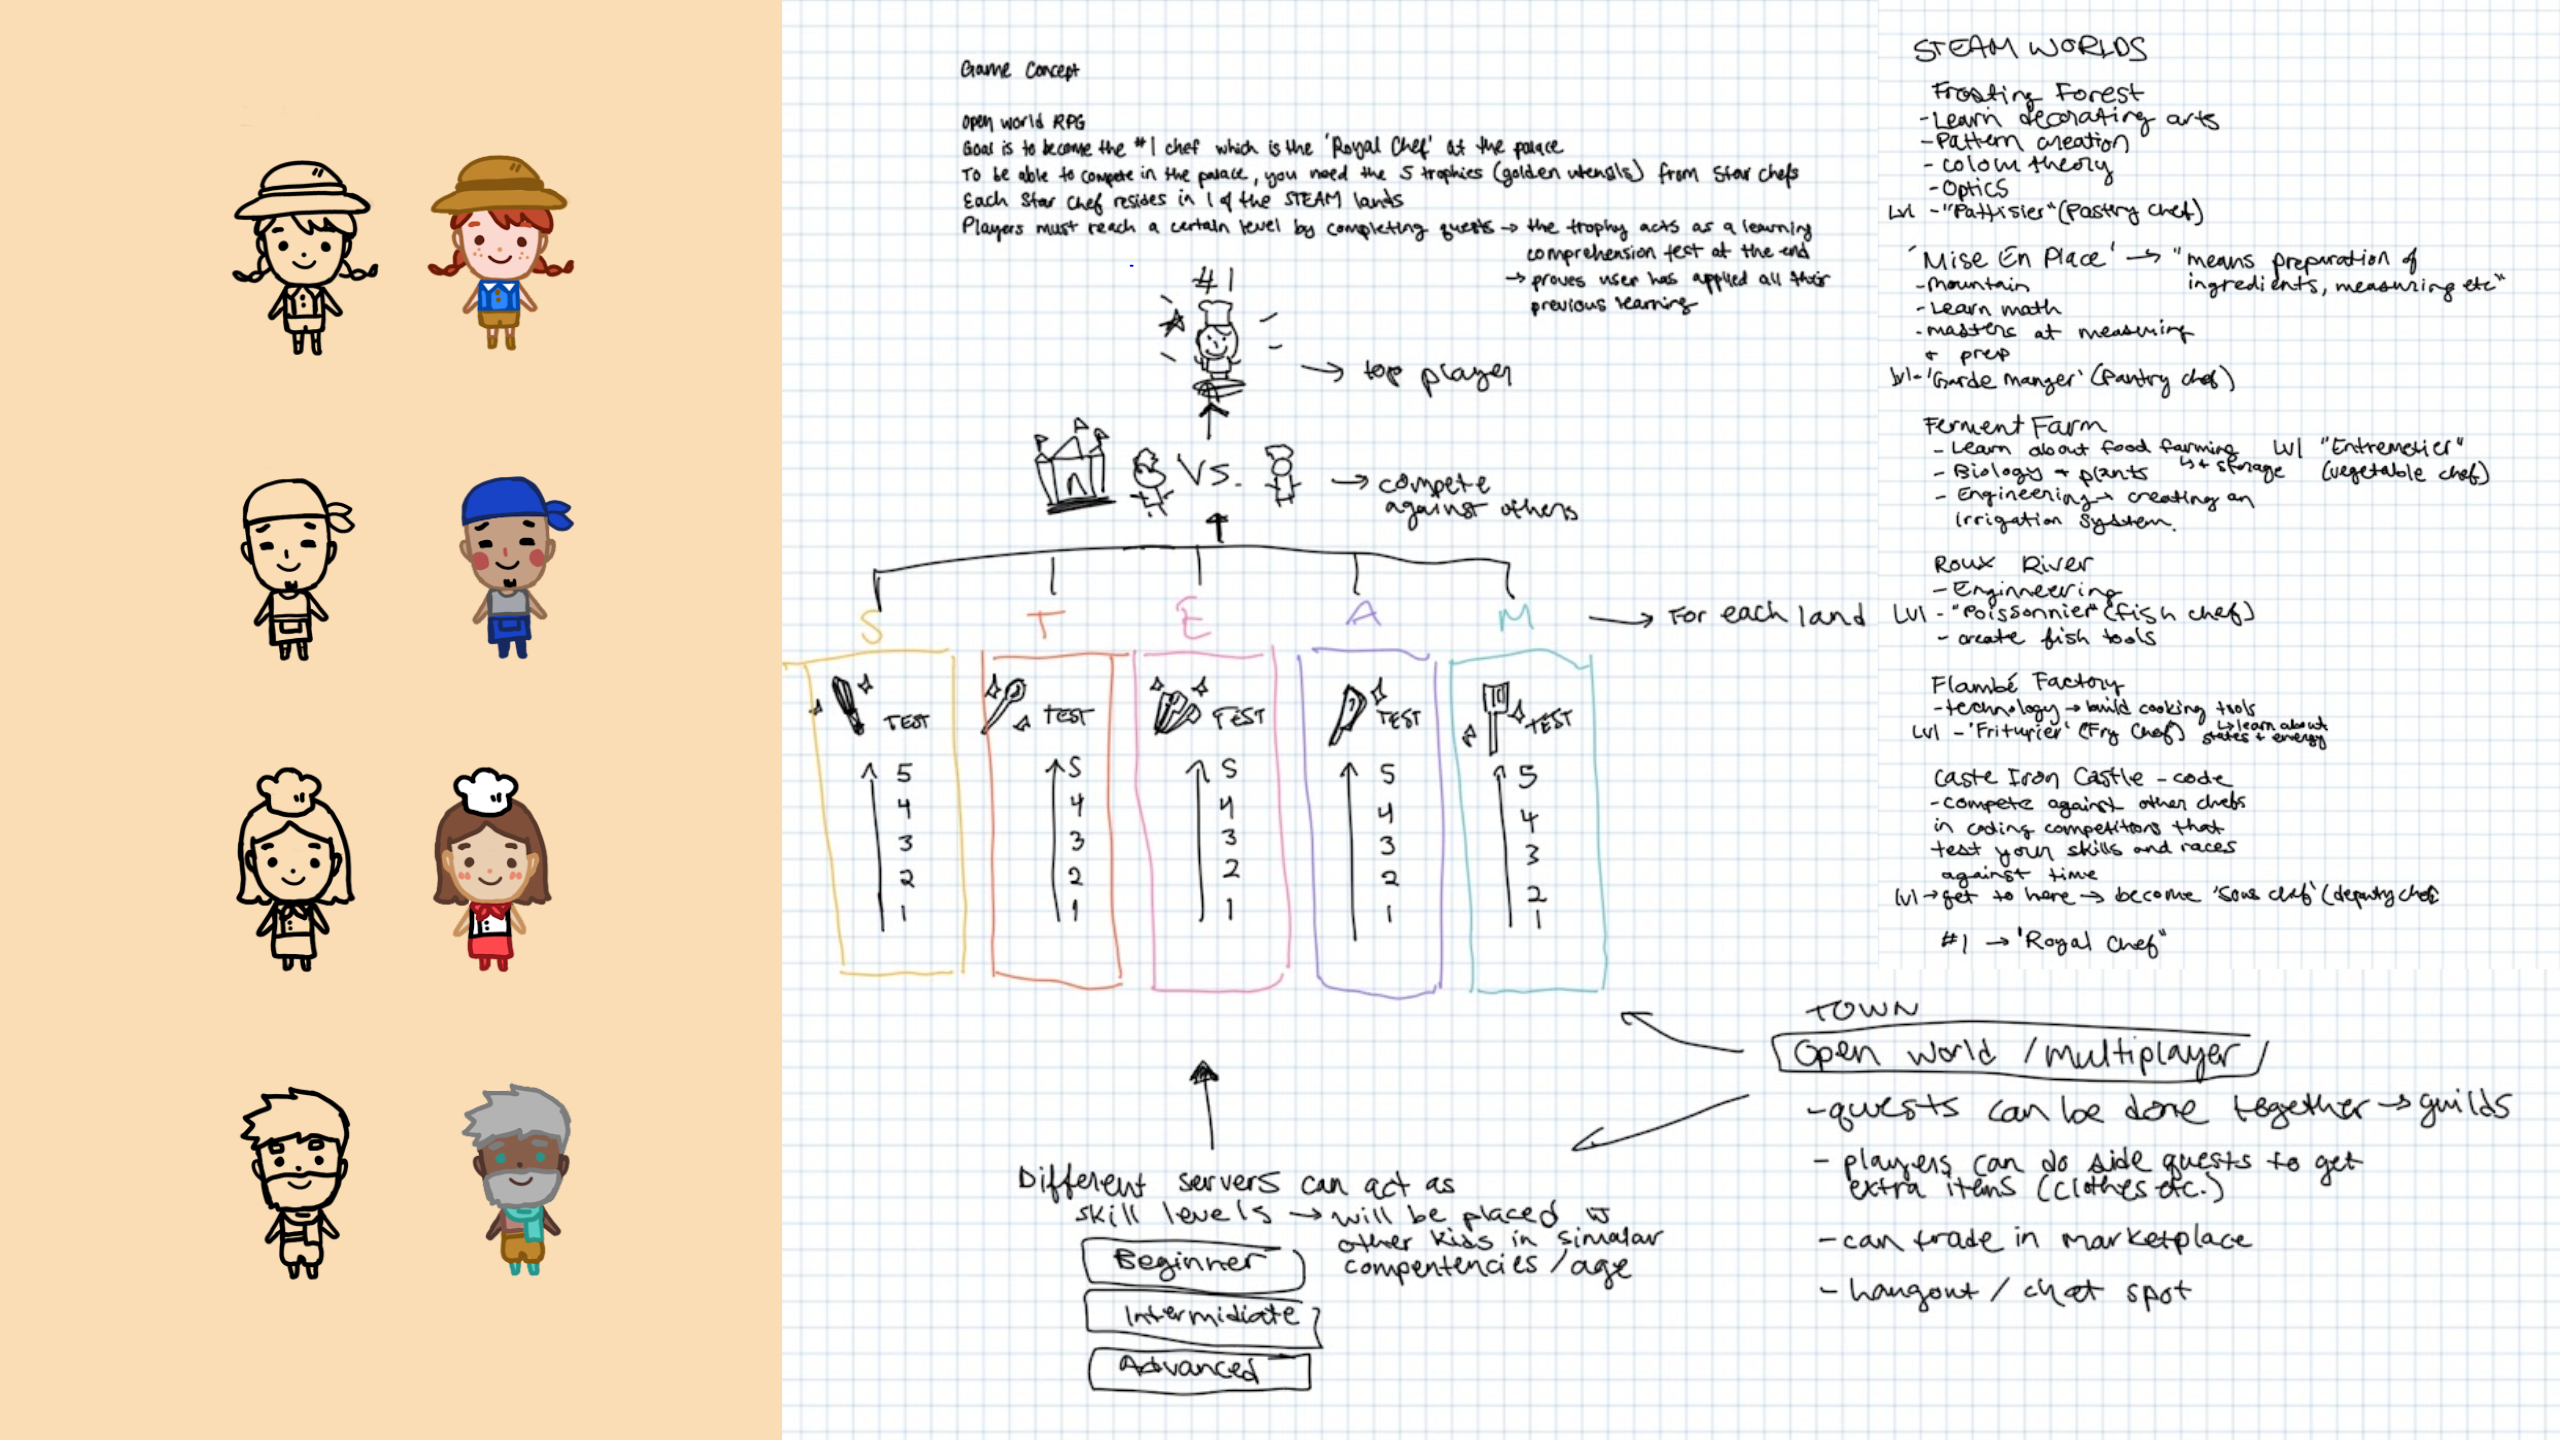 Game Concept
Open world RPG
Goal is to become the #1 chef which is the 'Royal Chef' at the palace
To be able to compete in the palace, you need the 5 trophies (golden utensils) from Star chefs
Each Star Chef resides in 1 of the STEAM lands
Players must reach a certain level by completing quests → the trophy acts as a learning
comprehension test at the end
→ proves user has applied all their
previous learning
#1
→ top player
VS.
→ compete
against others
S T E A M → For each land
TEST TEST TEST TEST TEST
5 5 5 5 5
4 4 4 4 4
3 3 3 3 3
2 2 2 2 2
1 1 1 1 1
Different servers can act as
skill levels → will be placed w
other kids in simalar
compentencies / age
Beginner
Intermidiate
Advanced
STEAM WORLDS
Frosting Forest
- Learn decorating arts
- Pattern creation
- colour theory
- Optics
Lvl - "Pattisier" (Pastry chef)
'Mise En Place' → "means preparation of
ingredients, measuring etc"
- mountain
- Learn math
- masters at measuring
+ prep
lvl - 'Garde manger' (Pantry chef)
Ferment Farm
- Learn about food farming
↳ + storage
Lvl "Entremetier"
(vegetable chef)
- Biology + plants
- Engineering → creating an
irrigation system.
Roux River
- Enginneering
Lvl - "Poissonnier" (fish chef)
- create fish tools
Flambé Factory
- technology → build cooking tools
↳ learn about
states + energy
Lvl - 'Friturier' (Fry Chef)
Caste Iron Castle - code
- compete against other chefs
in coding competitions that
test your skills and races
against time
lvl → get to here → become 'Sous chef' (deputy chef
#1 → 'Royal Chef"
TOWN
Open world / multiplayer
- quests can be done together → guilds
- players can do side quests to get
extra items (clothes etc.)
- can trade in marketplace
- hangout / chat spot